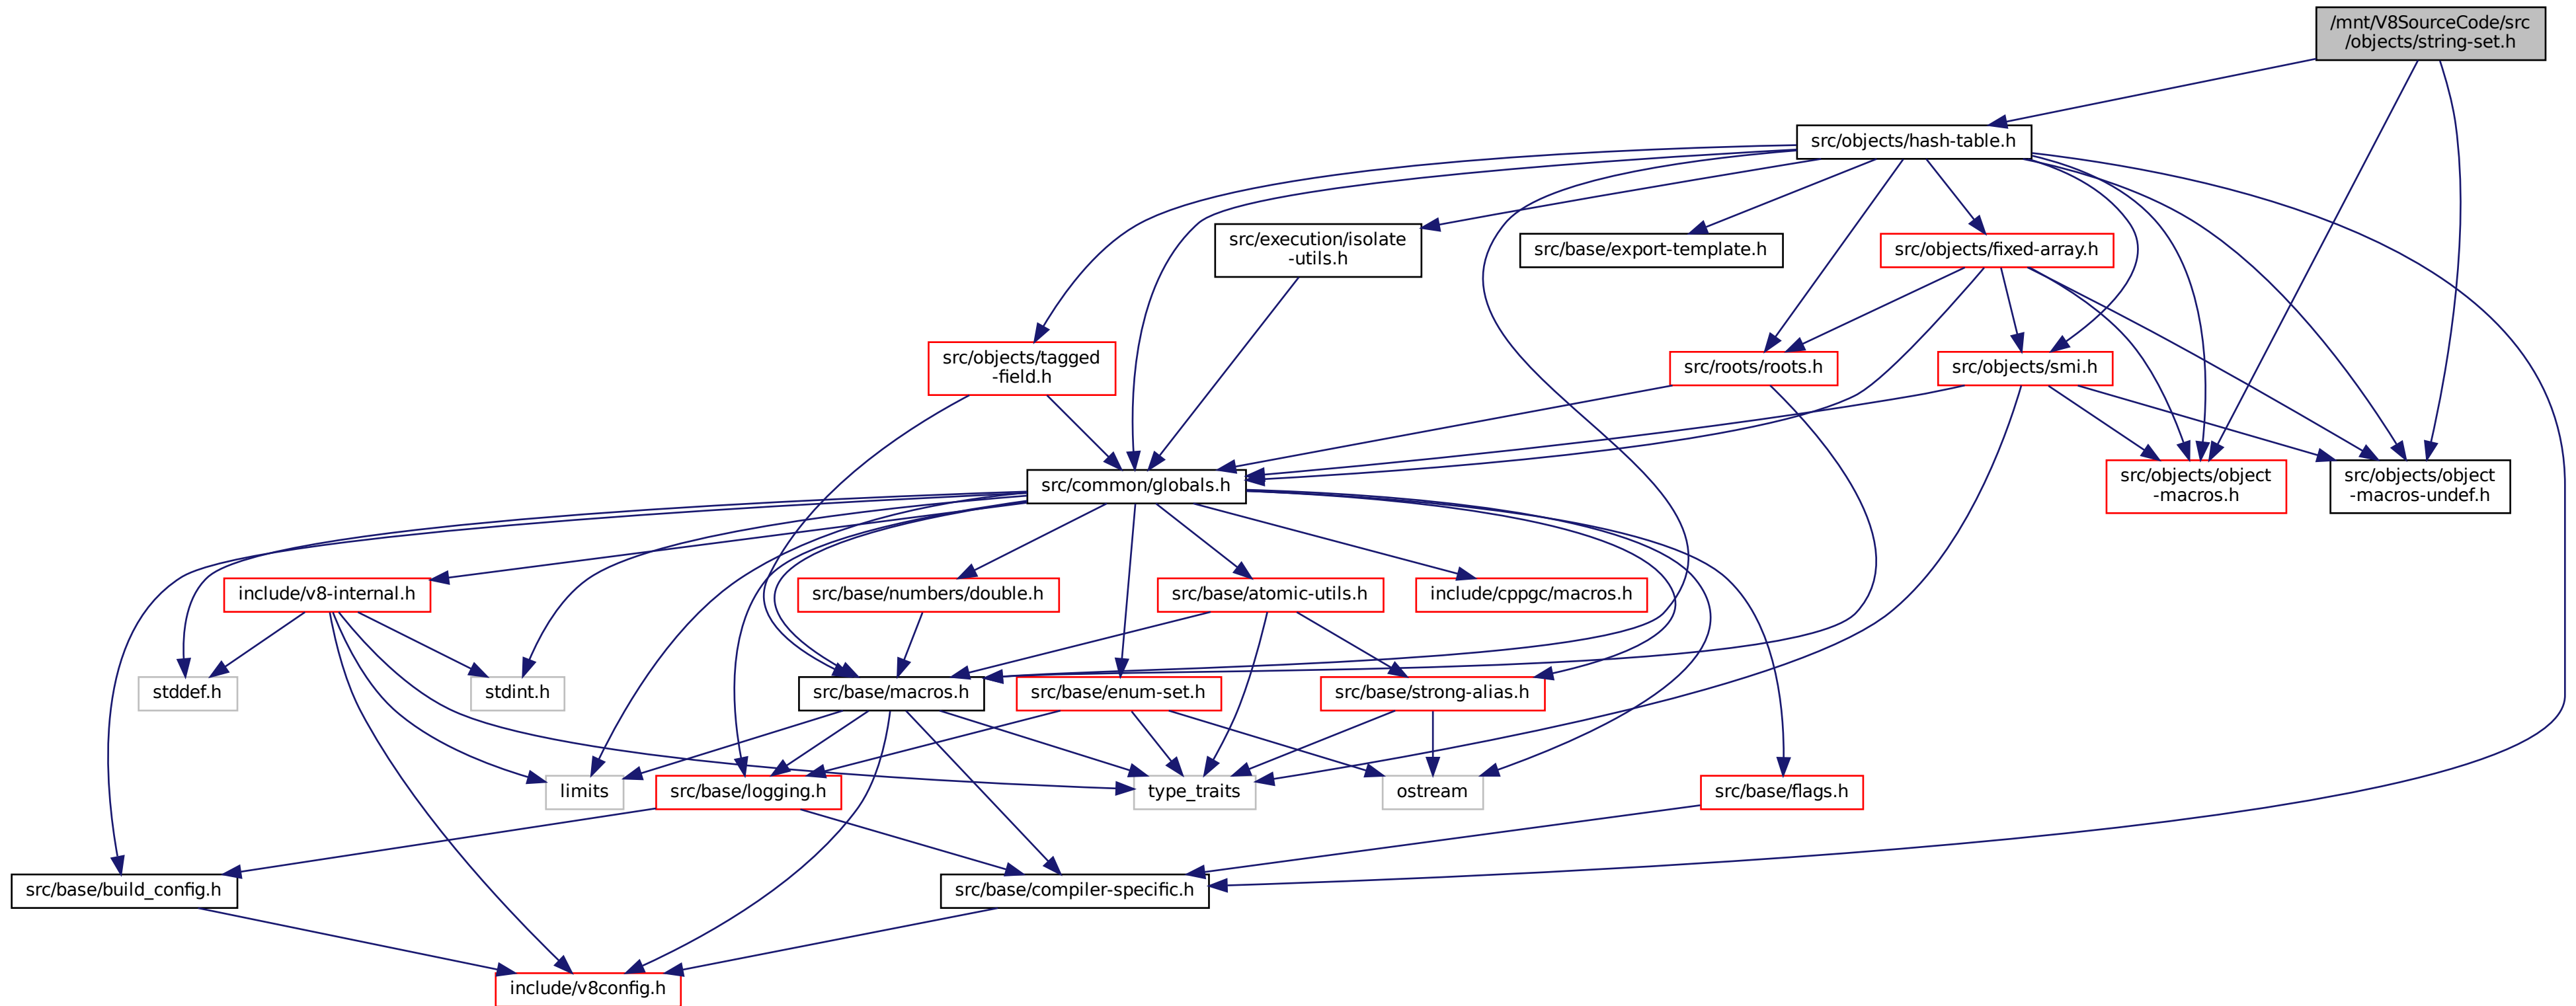 /mnt/V8SourceCode/src
/objects/string-set.h
src/objects/hash-table.h
src/execution/isolate
-utils.h
src/base/export-template.h
src/objects/fixed-array.h
src/objects/tagged
-field.h
src/roots/roots.h
src/objects/smi.h
src/common/globals.h
src/objects/object
-macros.h
src/objects/object
-macros-undef.h
include/v8-internal.h
src/base/numbers/double.h
src/base/atomic-utils.h
include/cppgc/macros.h
stddef.h
stdint.h
src/base/macros.h
src/base/enum-set.h
src/base/strong-alias.h
limits
src/base/logging.h
type_traits
ostream
src/base/flags.h
src/base/build_config.h
src/base/compiler-specific.h
include/v8config.h